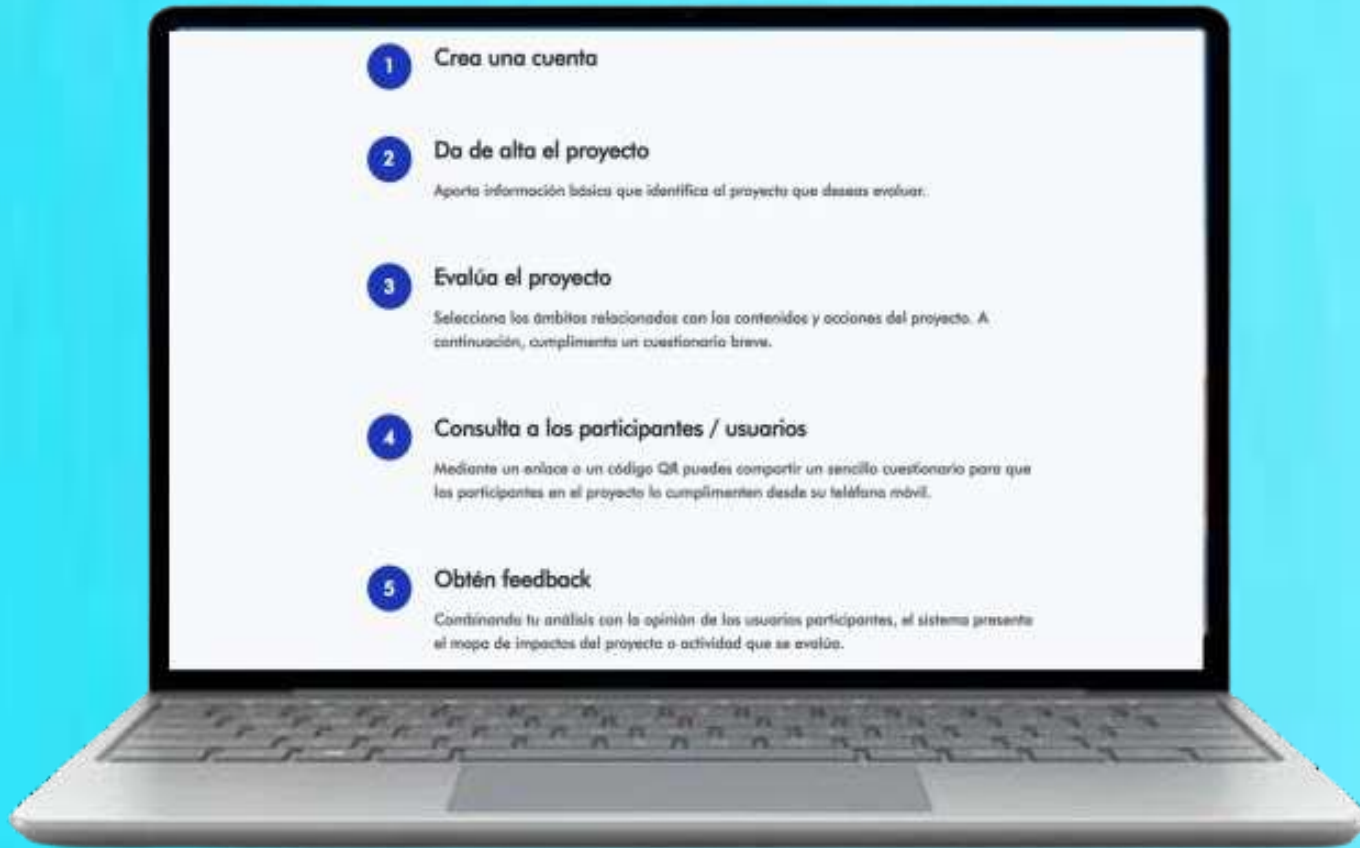 1 Crea una cuenta
2 Da de alta el proyecto
Aporta información básica que identifica al proyecto que deseas evaluar.
3 Evalúa el proyecto
Selecciona los ámbitos relacionados con los contenidos y acciones del proyecto. A
continuación, cumplimenta un cuestionario breve.
4 Consulta a los participantes / usuarios
Mediante un enlace o un código QR puedes compartir un sencillo cuestionario para que
los participantes en el proyecto lo cumplimenten desde su teléfono móvil.
5 Obtén feedback
Combinando tu análisis con la opinión de los usuarios participantes, el sistema presenta
el mapa de impactos del proyecto o actividad que se evalúa.